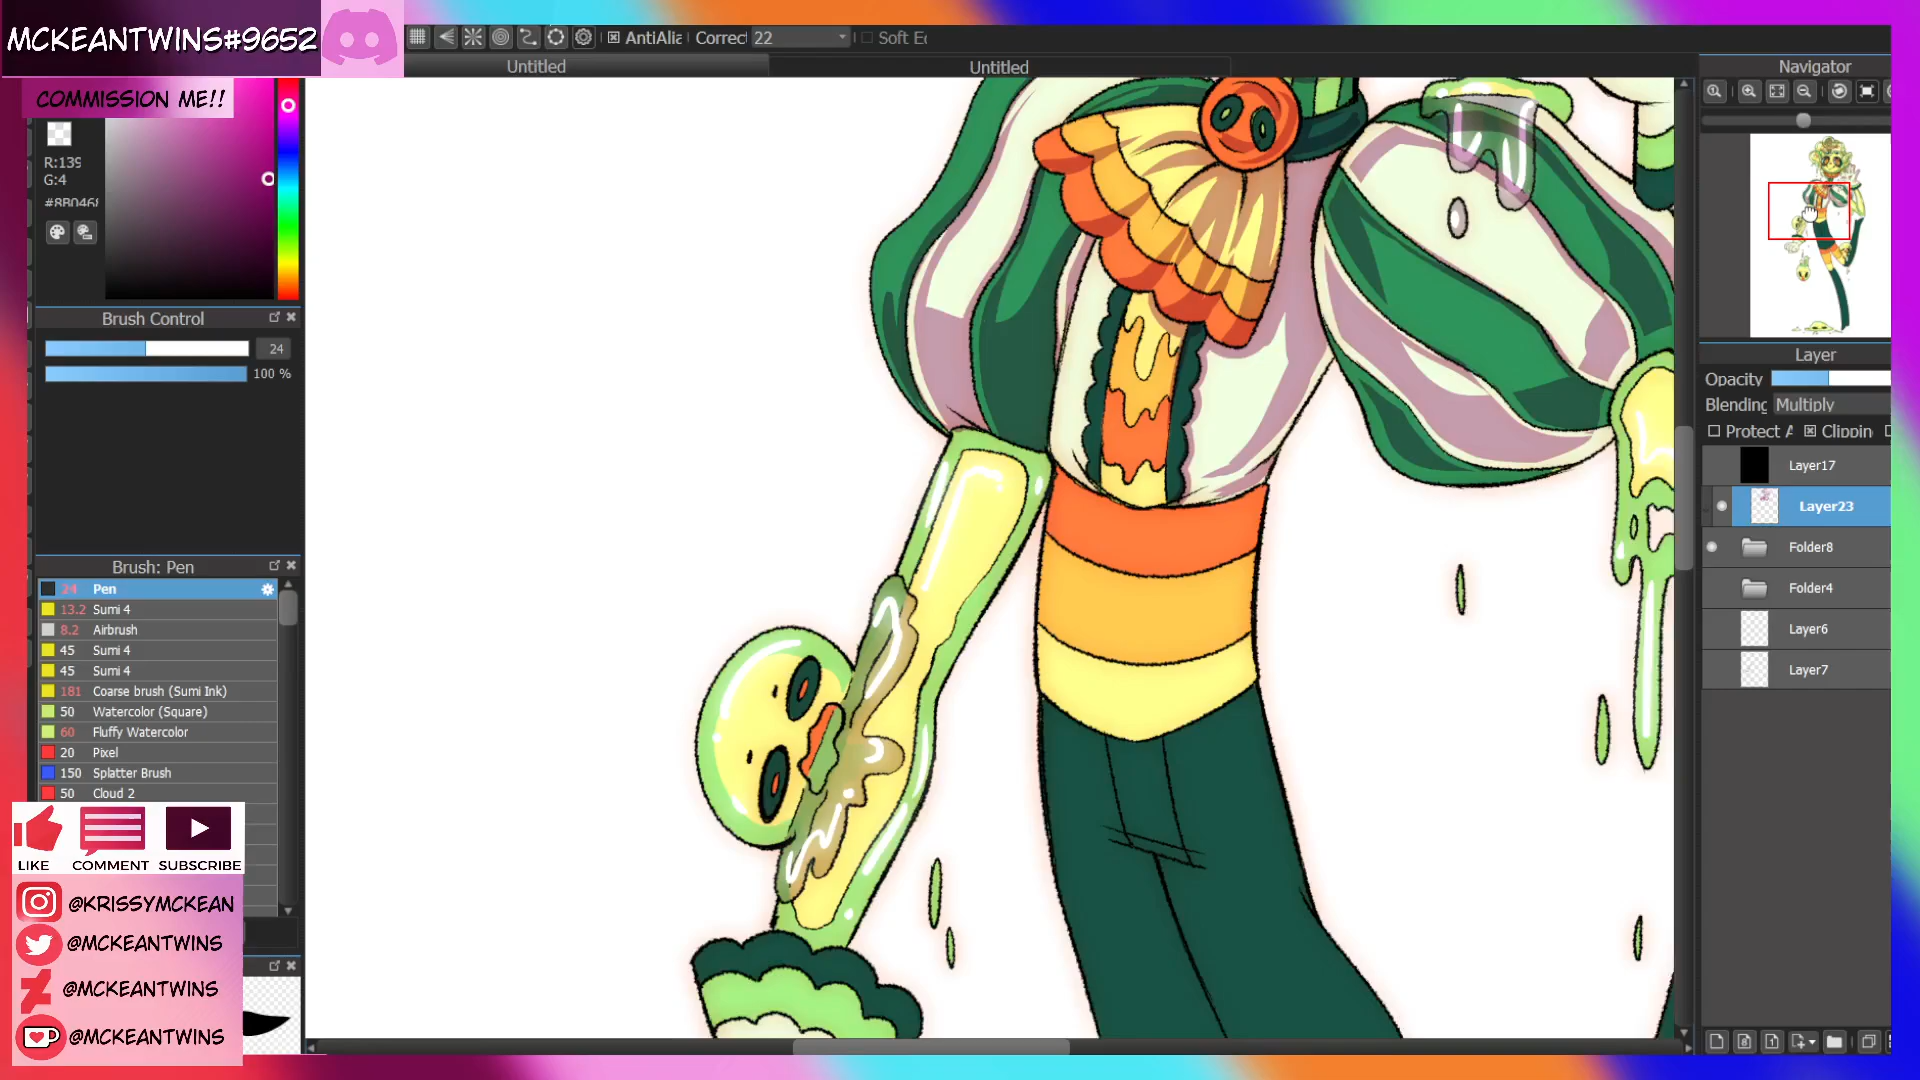 MCKEANTWINS#9652
COMMISSION ME!!
AntiAlia
Correct
22
Soft Ed
Untitled
Untitled
Navigator
R:139
G:4
Brush Control
24
100 %
Layer
Opacity
Blending
Multiply
Protect A
Clippin
Layer17
Layer23
Folder8
Folder4
Layer6
Layer7
Brush: Pen
24 Pen
13.2 Sumi 4
8.2 Airbrush
45 Sumi 4
45 Sumi 4
181 Coarse brush (Sumi Ink)
50 Watercolor (Square)
60 Fluffy Watercolor
20 Pixel
150 Splatter Brush
50 Cloud 2
LIKE
COMMENT
SUBSCRIBE
@KRISSYMCKEAN
@MCKEANTWINS
@MCKEANTWINS
@MCKEANTWINS